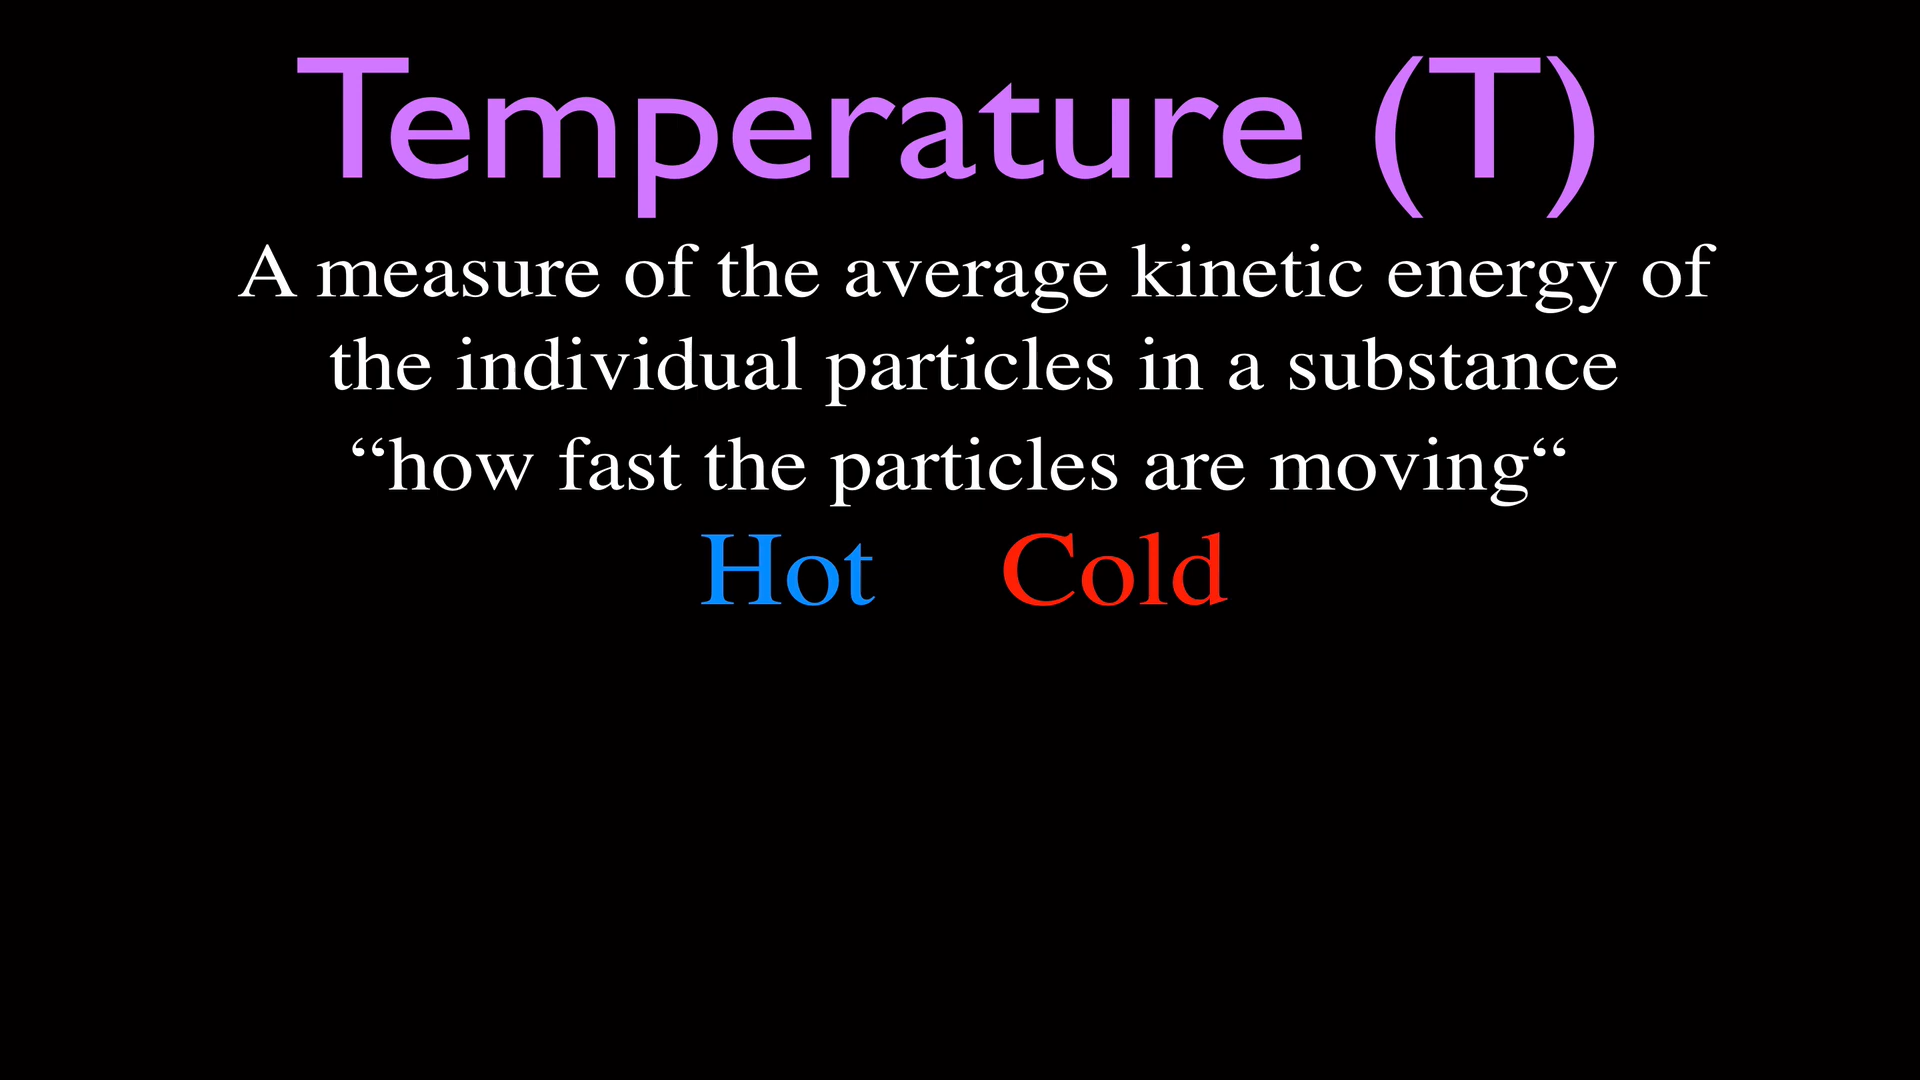 Temperature (T)
A measure of the average kinetic energy of
the individual particles in a substance
“how fast the particles are moving“
Hot Cold